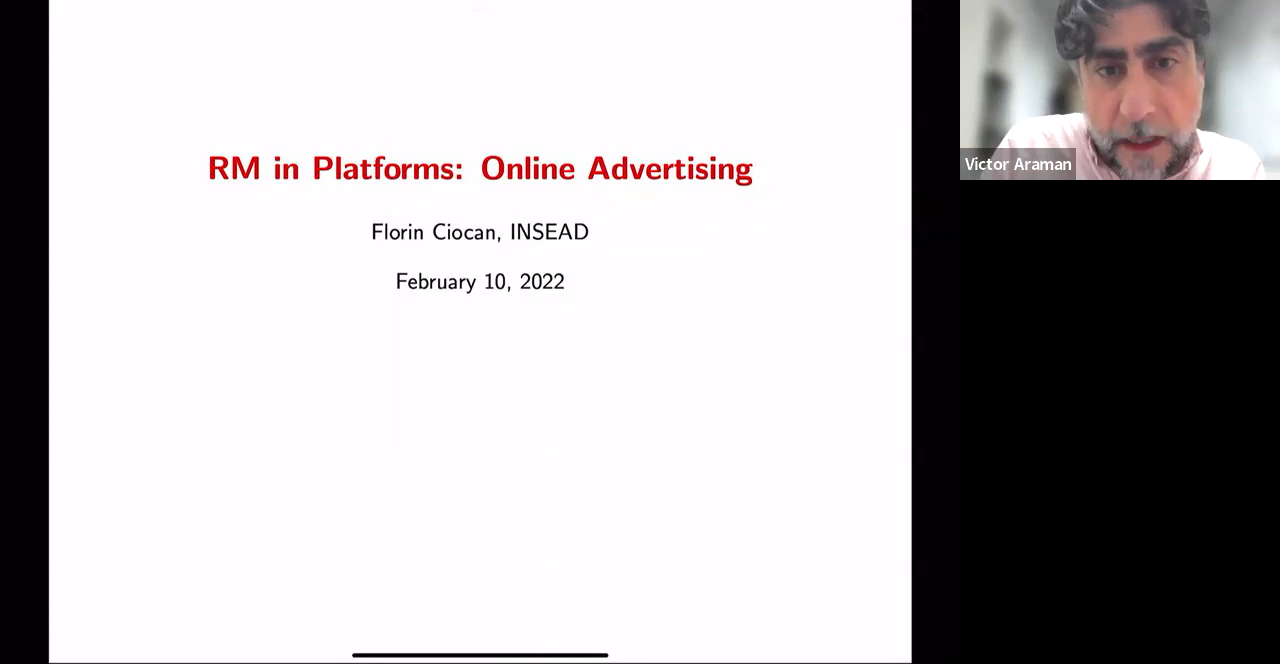 RM in Platforms: Online Advertising
Florin Ciocan, INSEAD
February 10, 2022
Victor Araman